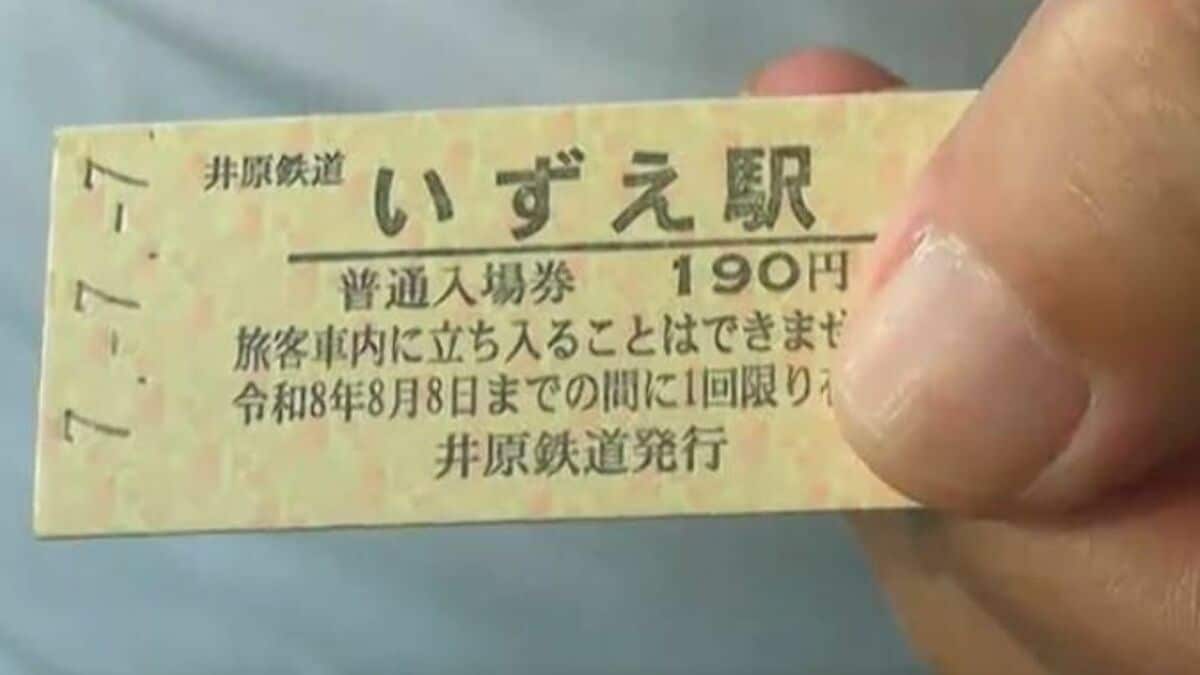 7.-7.-7
井原鉄道 いずえ駅
普通入場券 190円
旅客車内に立ち入ることはできませ
令和8年8月8日までの間に1回限り
井原鉄道発行